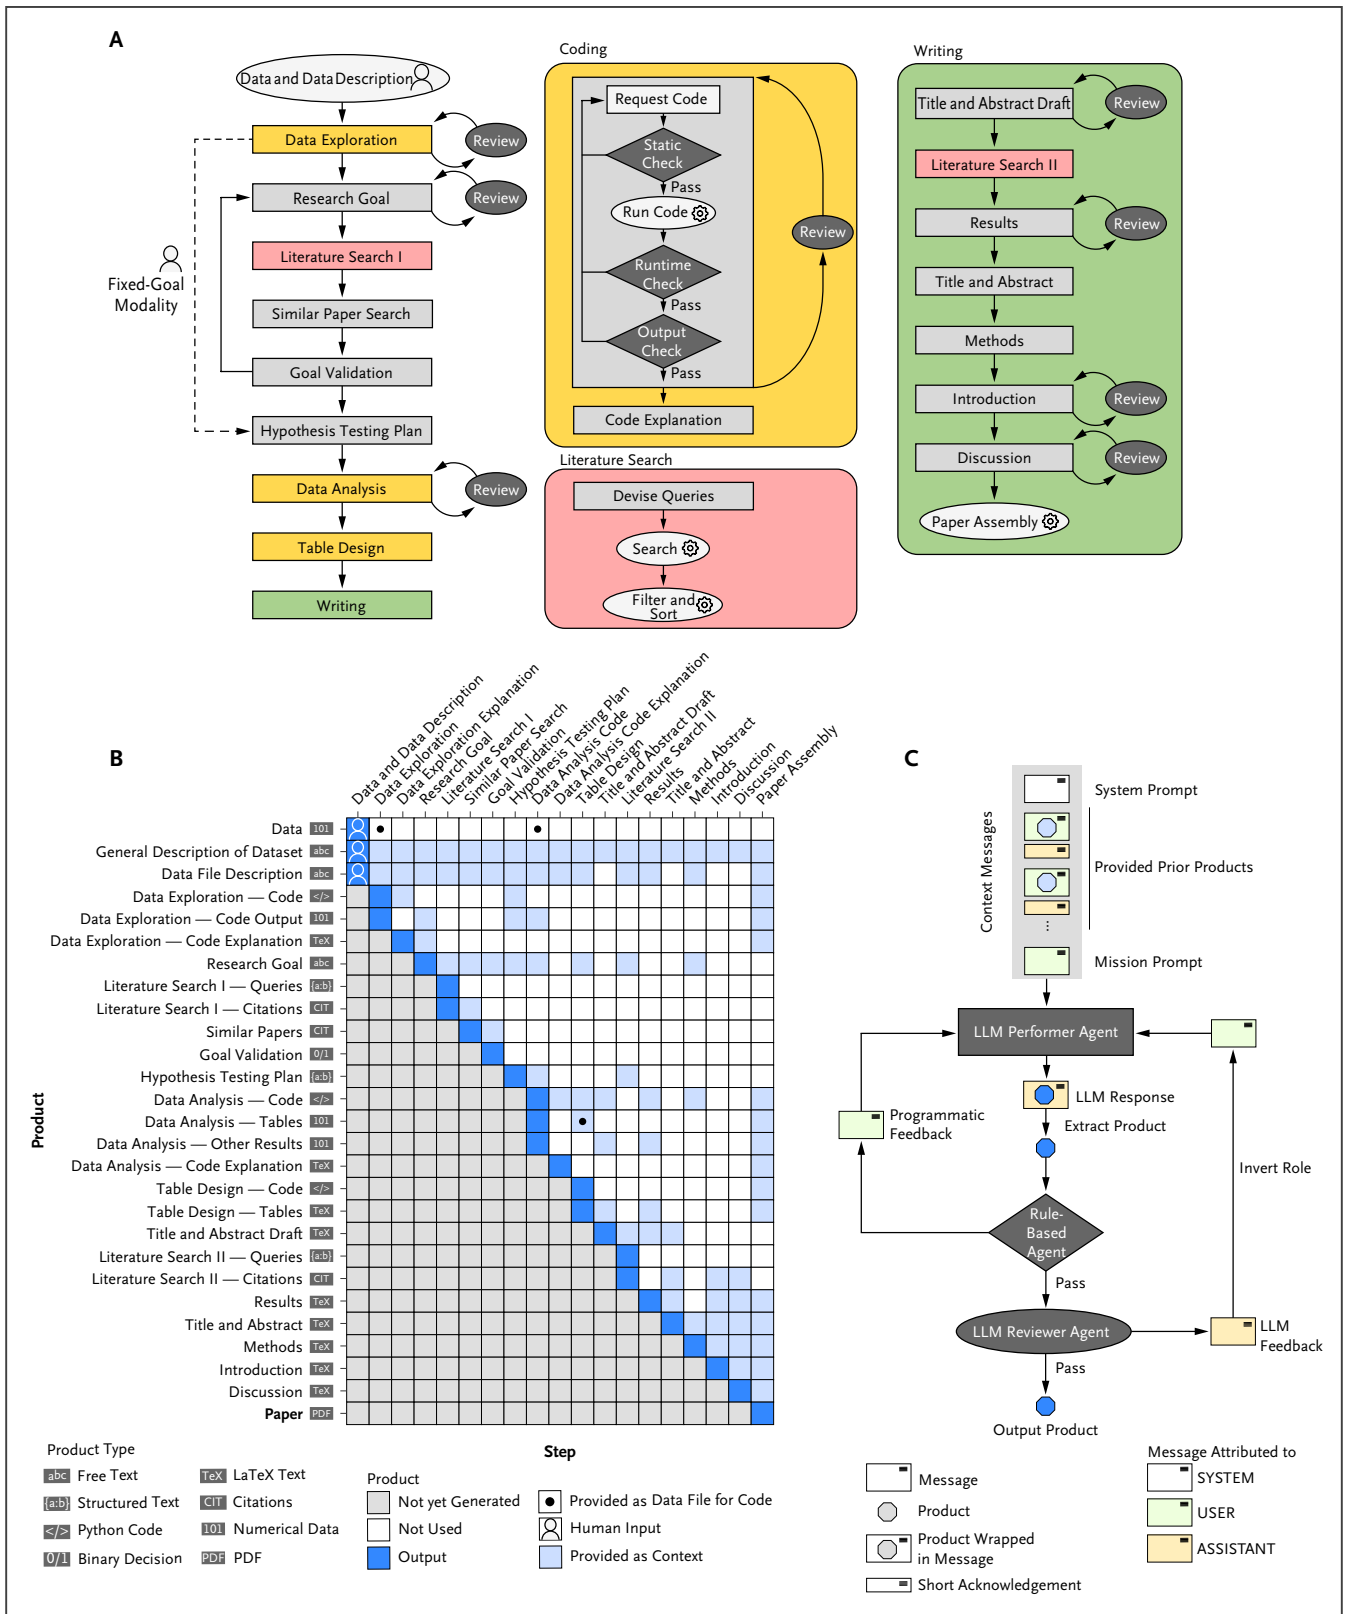 A
Data and Data Description
Data Exploration
Review
Research Goal
Review
Literature Search I
Similar Paper Search
Goal Validation
Hypothesis Testing Plan
Data Analysis
Review
Table Design
Writing
Fixed-Goal
Modality
Coding
Request Code
Static
Check
Pass
Run Code
Runtime
Check
Pass
Output
Check
Pass
Code Explanation
Review
Literature Search
Devise Queries
Search
Filter and
Sort
Writing
Title and Abstract Draft
Review
Literature Search II
Results
Review
Title and Abstract
Methods
Introduction
Review
Discussion
Review
Paper Assembly
B
Data and Data Description
Data Exploration
Data Exploration Explanation
Research Goal
Literature Search I
Similar Paper Search
Goal Validation
Hypothesis Testing Plan
Data Analysis Code
Data Analysis Code Explanation
Table Design
Title and Abstract Draft
Literature Search II
Results
Title and Abstract
Methods
Introduction
Discussion
Paper Assembly
Product
Data 101
General Description of Dataset abc
Data File Description abc
Data Exploration — Code </>
Data Exploration — Code Output 101
Data Exploration — Code Explanation TeX
Research Goal abc
Literature Search I — Queries {a:b}
Literature Search I — Citations CIT
Similar Papers CIT
Goal Validation 0/1
Hypothesis Testing Plan {a:b}
Data Analysis — Code </>
Data Analysis — Tables 101
Data Analysis — Other Results 101
Data Analysis — Code Explanation TeX
Table Design — Code </>
Table Design — Tables TeX
Title and Abstract Draft TeX
Literature Search II — Queries {a:b}
Literature Search II — Citations CIT
Results TeX
Title and Abstract TeX
Methods TeX
Introduction TeX
Discussion TeX
Paper PDF
Step
Product Type
abc Free Text
{a:b} Structured Text
</> Python Code
0/1 Binary Decision
TeX LaTeX Text
CIT Citations
101 Numerical Data
PDF PDF
Product
Not yet Generated
Not Used
Output
Provided as Data File for Code
Human Input
Provided as Context
C
Context Messages
System Prompt
Provided Prior Products
⋮
Mission Prompt
LLM Performer Agent
LLM Response
Extract Product
Programmatic
Feedback
Rule-
Based
Agent
Pass
Invert Role
LLM Reviewer Agent
LLM
Feedback
Pass
Output Product
Message
Product
Product Wrapped
in Message
Short Acknowledgement
Message Attributed to
SYSTEM
USER
ASSISTANT